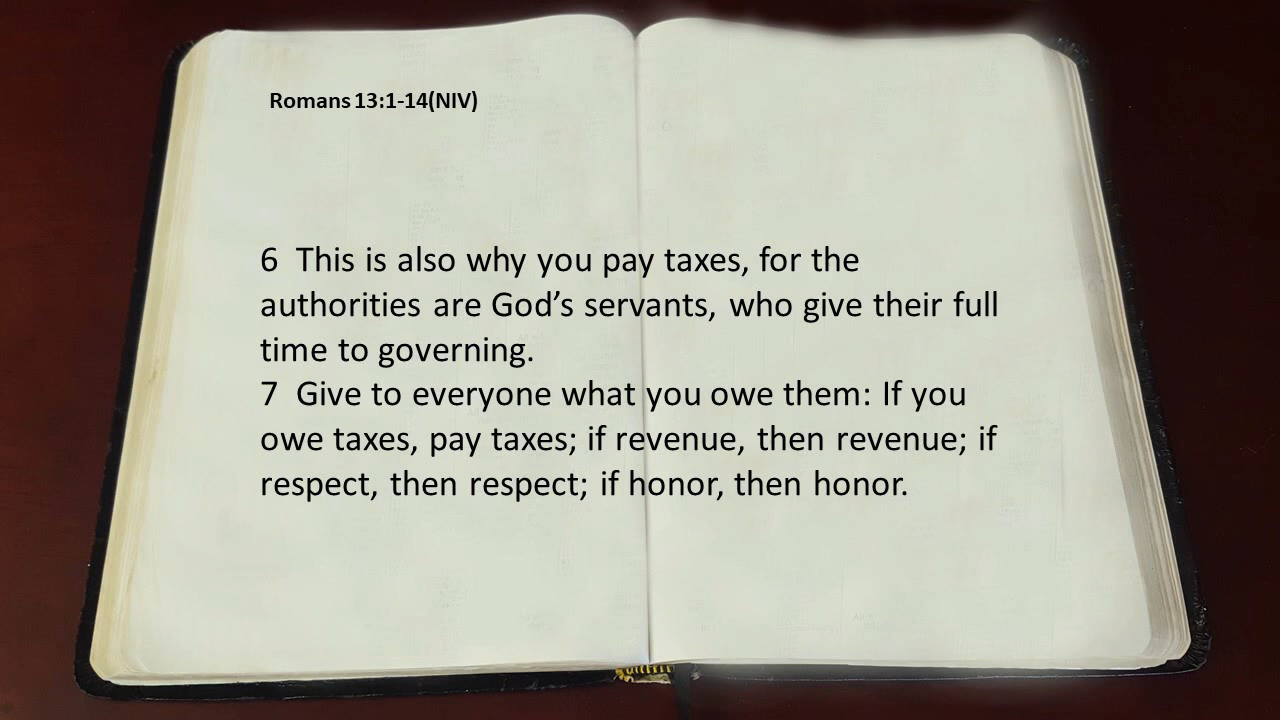 Romans 13:1-14(NIV)
6 This is also why you pay taxes, for the
authorities are God’s servants, who give their full
time to governing.
7 Give to everyone what you owe them: If you
owe taxes, pay taxes; if revenue, then revenue; if
respect, then respect; if honor, then honor.